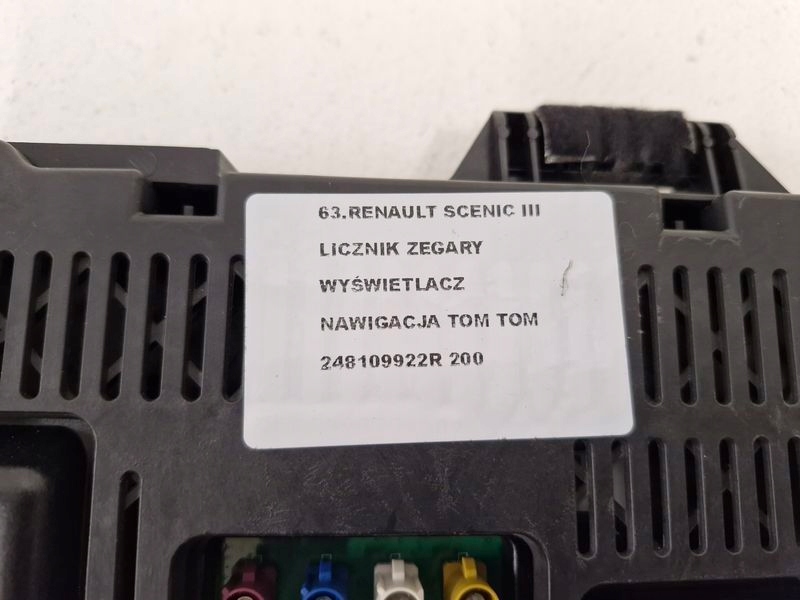 63.RENAULT SCENIC III
LICZNIK ZEGARY
WYŚWIETLACZ
NAWIGACJA TOM TOM
248109922R 200